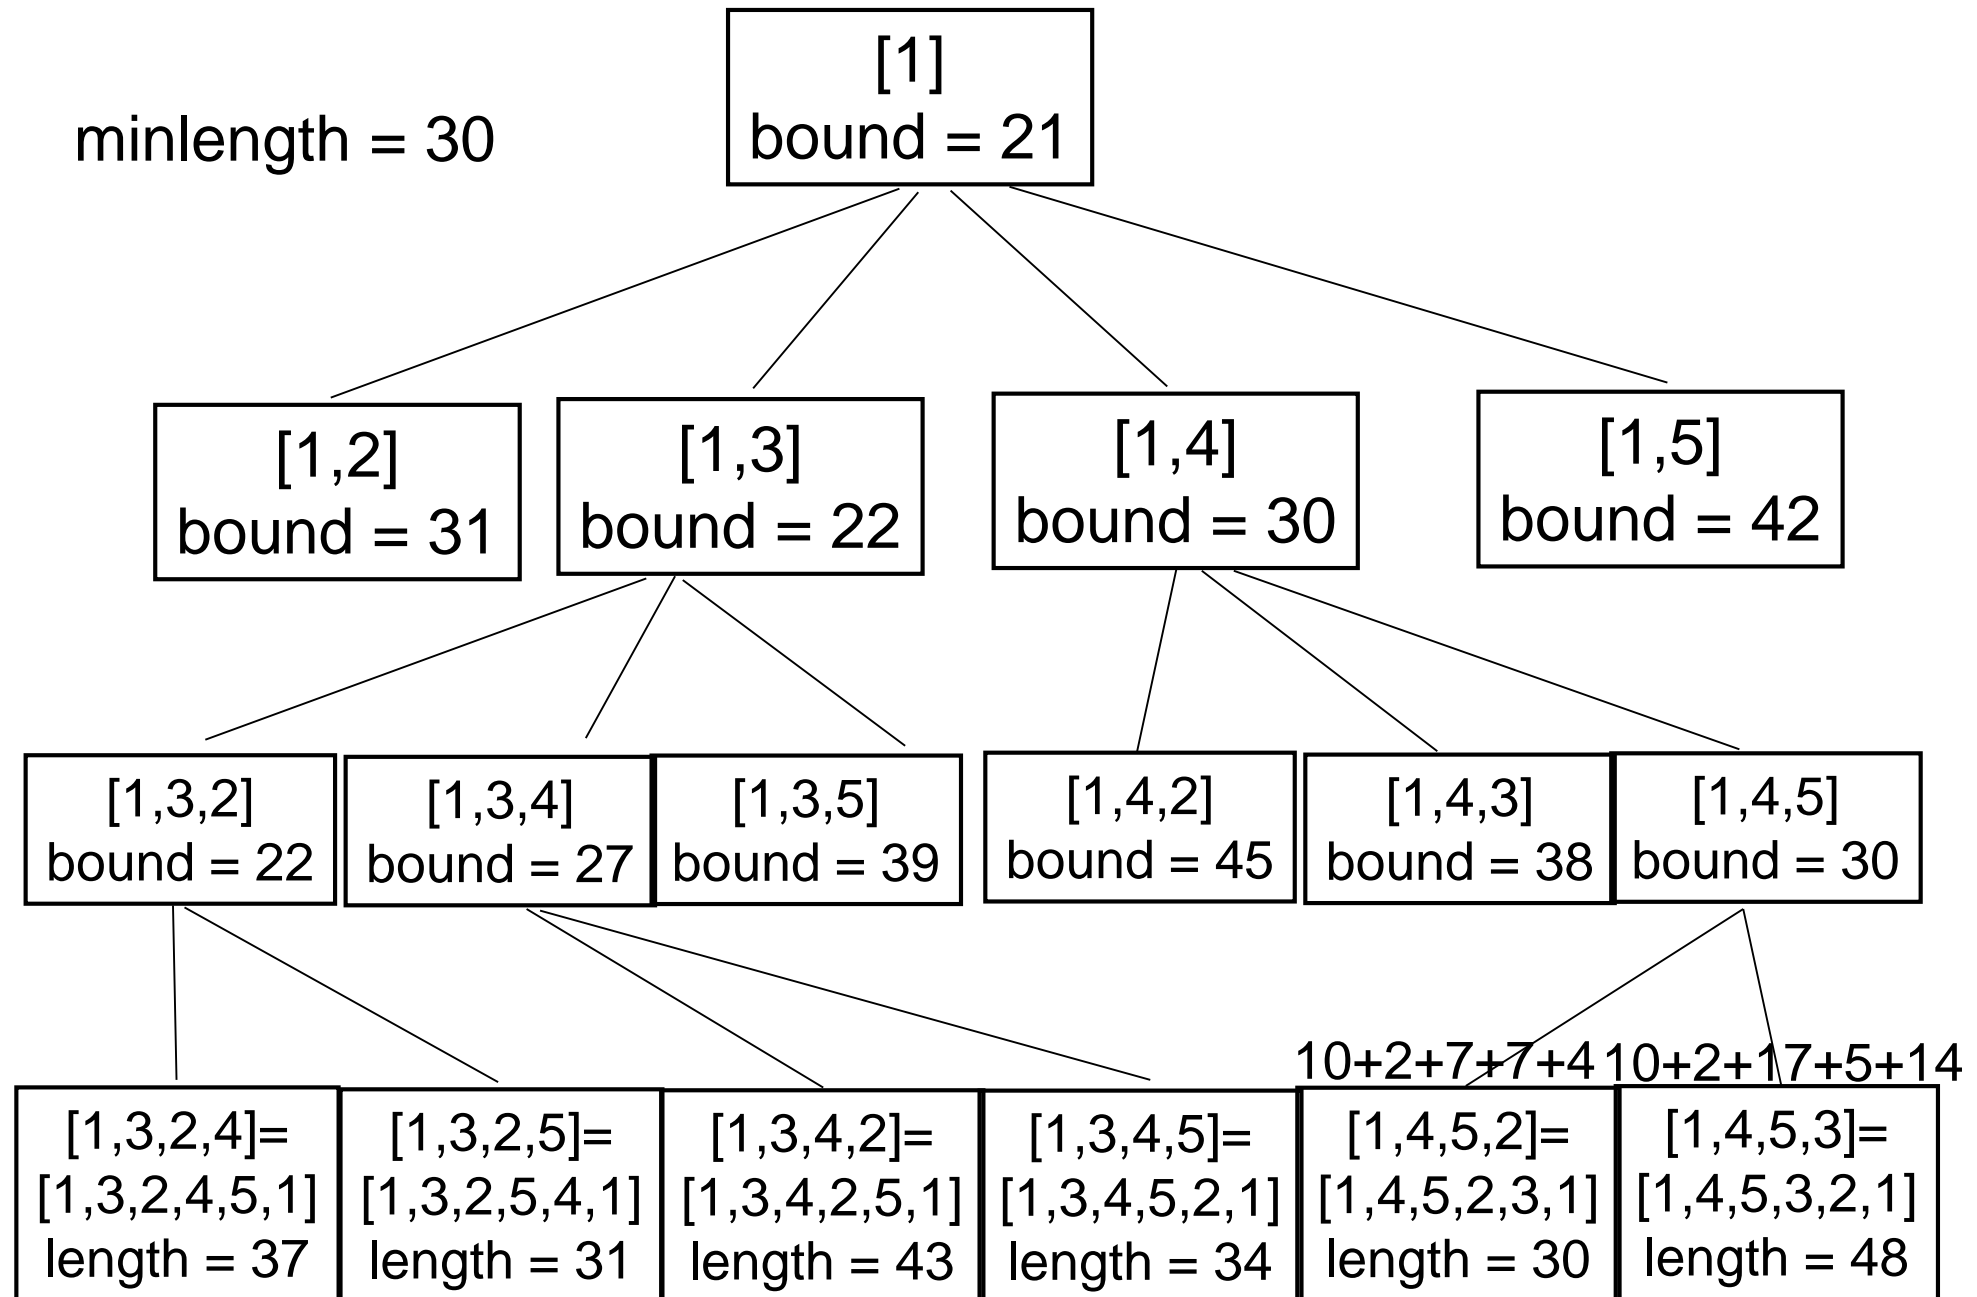 [1]
bound = 21
minlength = 30
[1,2]
bound = 31
[1,3]
bound = 22
[1,4]
bound = 30
[1,5]
bound = 42
[1,3,2]
bound = 22
[1,3,4]
bound = 27
[1,3,5]
bound = 39
[1,4,2]
bound = 45
[1,4,3]
bound = 38
[1,4,5]
bound = 30
10+2+7+7+4
10+2+17+5+14
[1,3,2,4]=
[1,3,2,4,5,1]
length = 37
[1,3,2,5]=
[1,3,2,5,4,1]
length = 31
[1,3,4,2]=
[1,3,4,2,5,1]
length = 43
[1,3,4,5]=
[1,3,4,5,2,1]
length = 34
[1,4,5,2]=
[1,4,5,2,3,1]
length = 30
[1,4,5,3]=
[1,4,5,3,2,1]
length = 48